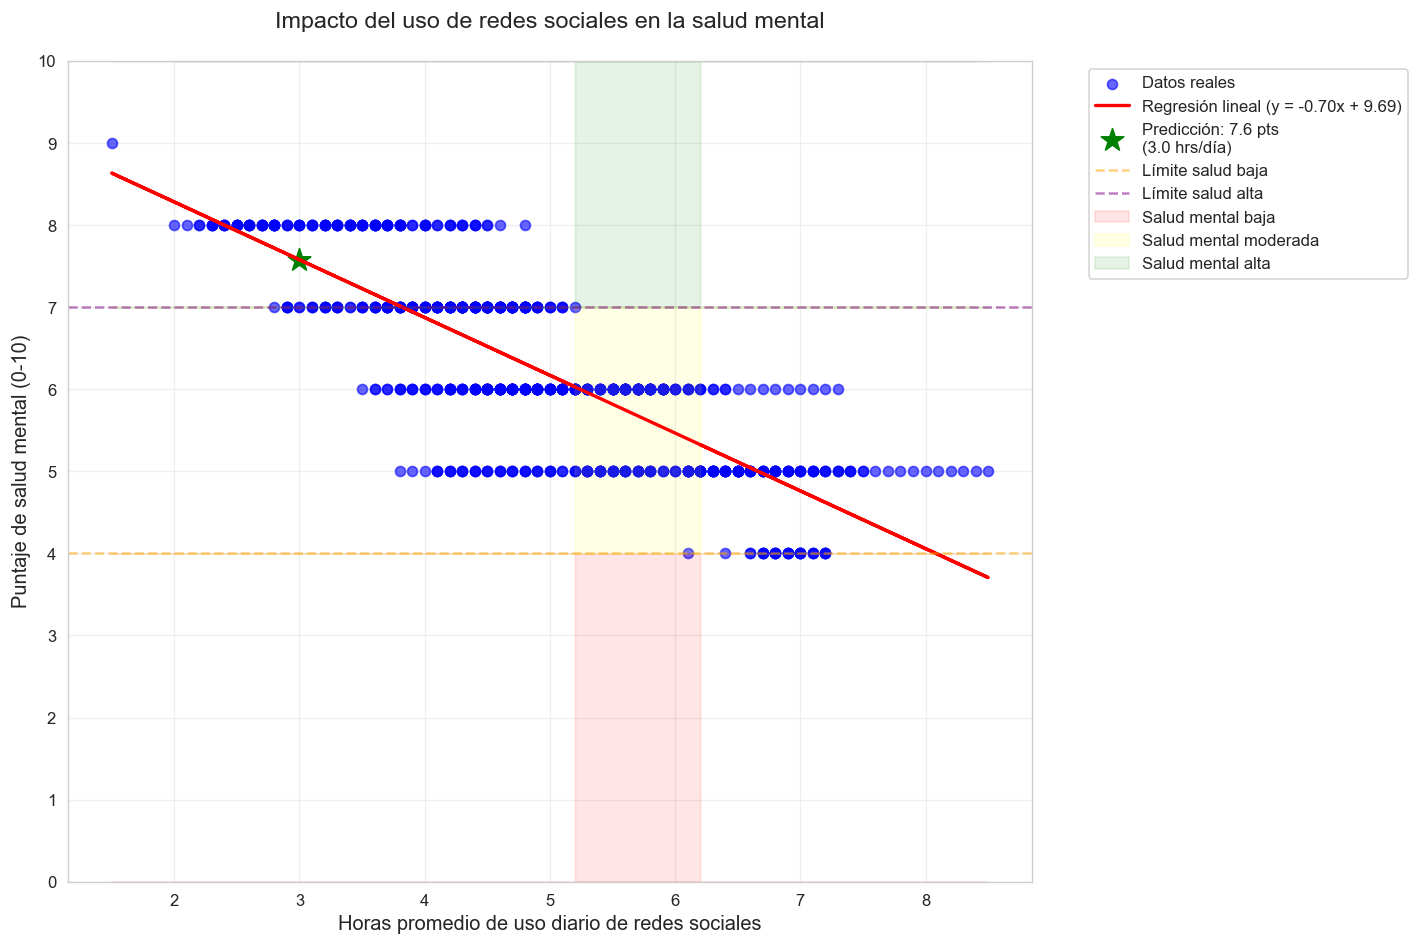 Impacto del uso de redes sociales en la salud mental
Puntaje de salud mental (0-10)
10
9
8
7
6
5
4
3
2
1
0
2
3
4
5
6
7
8
Horas promedio de uso diario de redes sociales
Datos reales
Regresión lineal (y = -0.70x + 9.69)
Predicción: 7.6 pts
(3.0 hrs/día)
Límite salud baja
Límite salud alta
Salud mental baja
Salud mental moderada
Salud mental alta